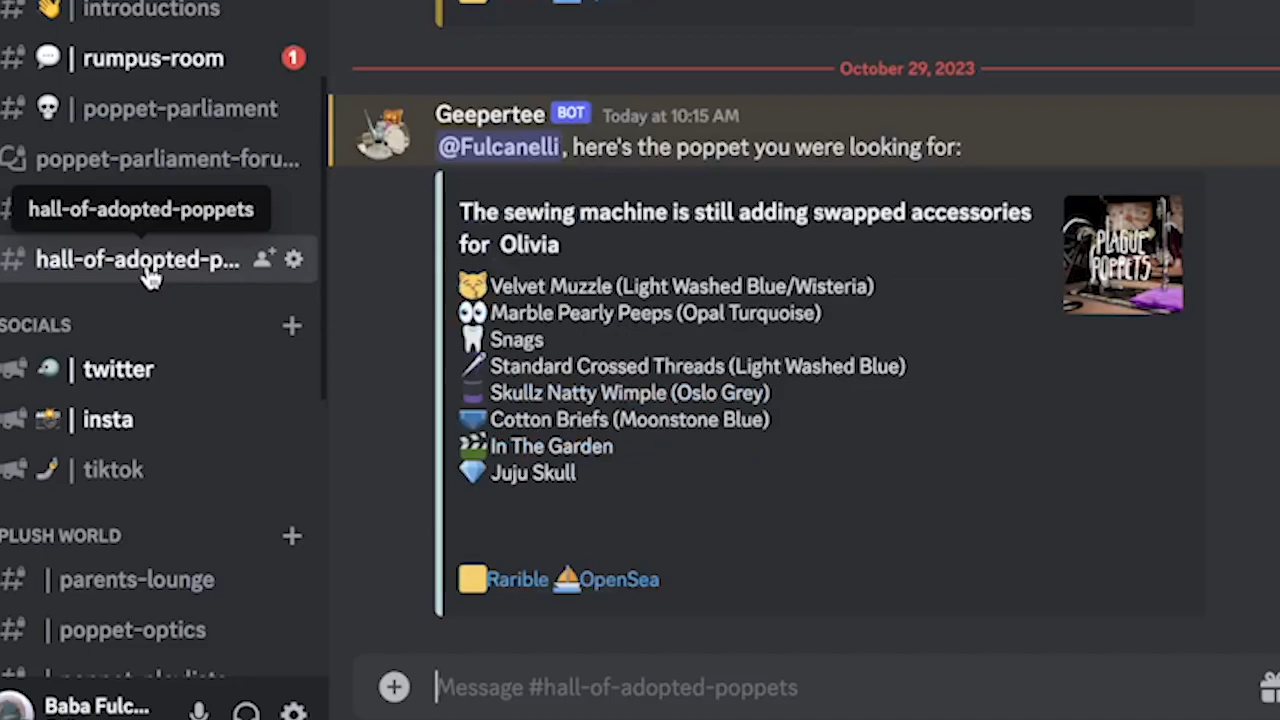 introductions
rumpus-room
1
poppet-parliament
poppet-parliament-foru...
hall-of-adopted-poppets
hall-of-adopted-p...
SOCIALS
twitter
insta
tiktok
PLUSH WORLD
parents-lounge
poppet-optics
Baba Fulc...
October 29, 2023
Geepertee BOT Today at 10:15 AM
@Fulcanelli, here's the poppet you were looking for:
The sewing machine is still adding swapped accessories
for Olivia
Velvet Muzzle (Light Washed Blue/Wisteria)
Marble Pearly Peeps (Opal Turquoise)
Snags
Standard Crossed Threads (Light Washed Blue)
Skullz Natty Wimple (Oslo Grey)
Cotton Briefs (Moonstone Blue)
In The Garden
Juju Skull
Rarible OpenSea
PLAGUE
POPPETS
Message #hall-of-adopted-poppets